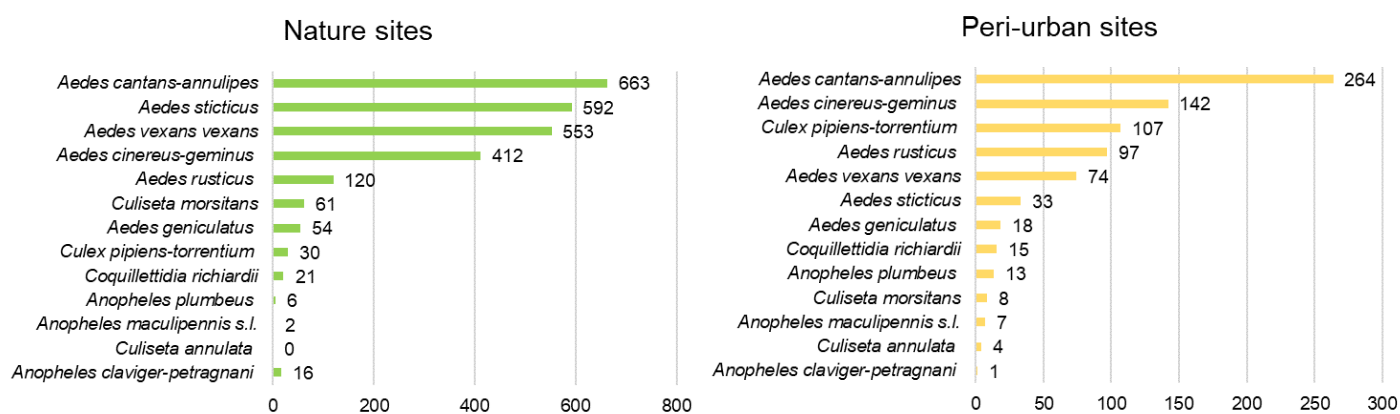 Nature sites
Aedes cantans-annulipes 663
Aedes sticticus 592
Aedes vexans vexans 553
Aedes cinereus-geminus 412
Aedes rusticus 120
Culiseta morsitans 61
Aedes geniculatus 54
Culex pipiens-torrentium 30
Coquillettidia richiardii 21
Anopheles plumbeus 6
Anopheles maculipennis s.l. 2
Culiseta annulata 0
Anopheles claviger-petragnani 16
0 200 400 600 800
Peri-urban sites
Aedes cantans-annulipes 264
Aedes cinereus-geminus 142
Culex pipiens-torrentium 107
Aedes rusticus 97
Aedes vexans vexans 74
Aedes sticticus 33
Aedes geniculatus 18
Coquillettidia richiardii 15
Anopheles plumbeus 13
Culiseta morsitans 8
Anopheles maculipennis s.l. 7
Culiseta annulata 4
Anopheles claviger-petragnani 1
0 50 100 150 200 250 300